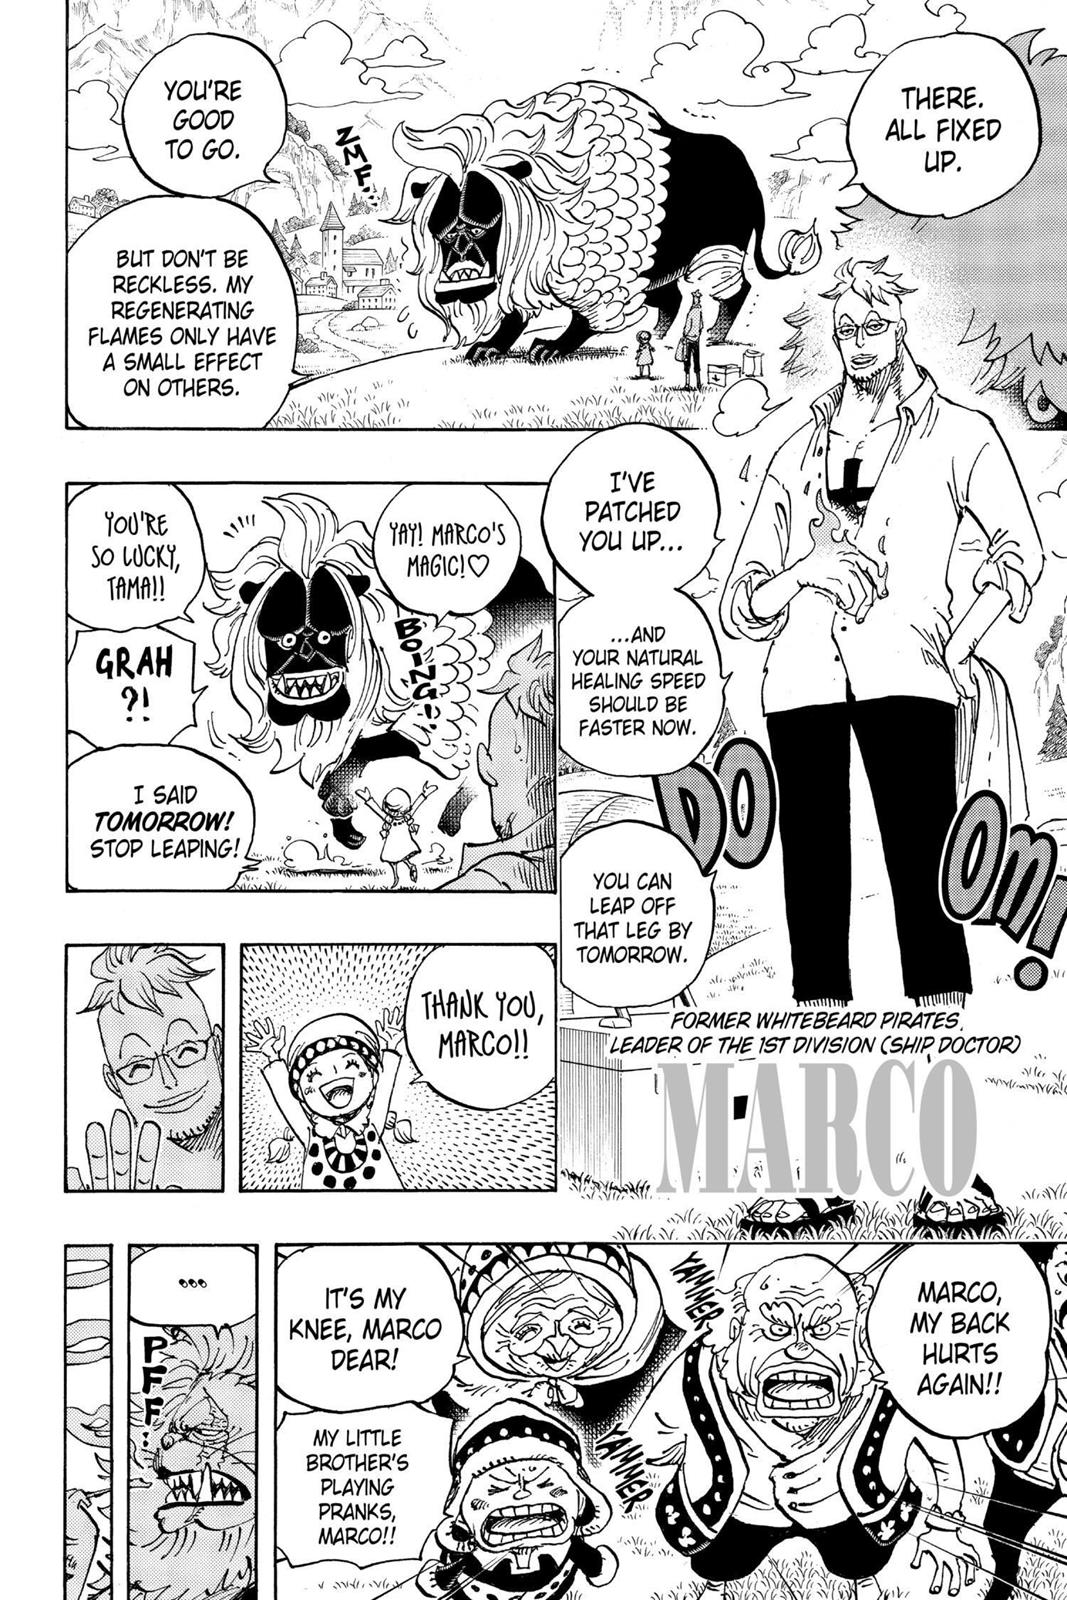 THERE.
ALL FIXED
UP.
YOU'RE
GOOD
TO GO.
ZMF.
BUT DON'T BE
RECKLESS. MY
REGENERATING
FLAMES ONLY HAVE
A SMALL EFFECT
ON OTHERS.
I'VE
PATCHED
YOU UP...
...AND
YOUR NATURAL
HEALING SPEED
SHOULD BE
FASTER NOW.
YOU CAN
LEAP OFF
THAT LEG BY
TOMORROW.
DO
OM!
FORMER WHITEBEARD PIRATES,
LEADER OF THE 1ST DIVISION (SHIP DOCTOR)
MARCO
YAY! MARCO'S
MAGIC!♡
BOING!
YOU'RE
SO LUCKY,
TAMA!!
GRAH
?!
I SAID
TOMORROW!
STOP LEAPING!
THANK YOU,
MARCO!!
MARCO,
MY BACK
HURTS
AGAIN!!
YAMMER
YAMMER
IT'S MY
KNEE, MARCO
DEAR!
MY LITTLE
BROTHER'S
PLAYING
PRANKS,
MARCO!!
...
PFF.